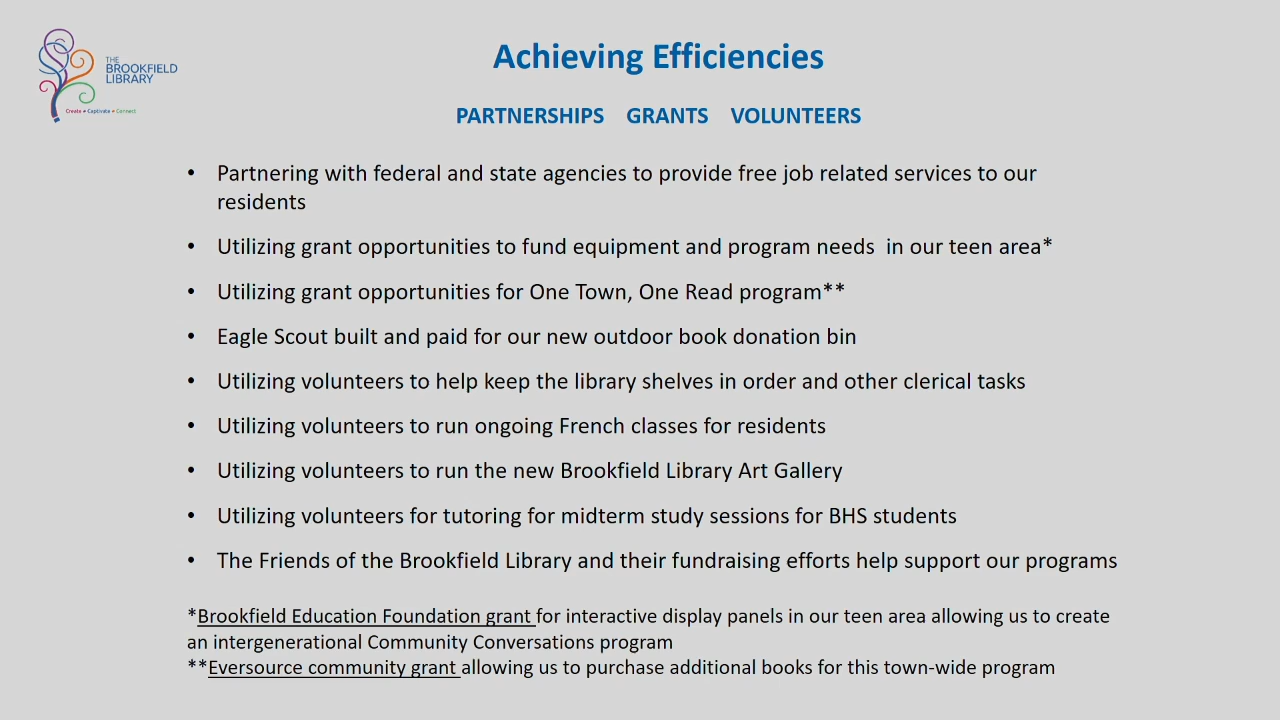 THE
BROOKFIELD
LIBRARY
Create • Captivate • Connect
Achieving Efficiencies
PARTNERSHIPS GRANTS VOLUNTEERS
• Partnering with federal and state agencies to provide free job related services to our
residents
• Utilizing grant opportunities to fund equipment and program needs  in our teen area*
• Utilizing grant opportunities for One Town, One Read program**
• Eagle Scout built and paid for our new outdoor book donation bin
• Utilizing volunteers to help keep the library shelves in order and other clerical tasks
• Utilizing volunteers to run ongoing French classes for residents
• Utilizing volunteers to run the new Brookfield Library Art Gallery
• Utilizing volunteers for tutoring for midterm study sessions for BHS students
• The Friends of the Brookfield Library and their fundraising efforts help support our programs
*Brookfield Education Foundation grant for interactive display panels in our teen area allowing us to create
an intergenerational Community Conversations program
**Eversource community grant allowing us to purchase additional books for this town-wide program